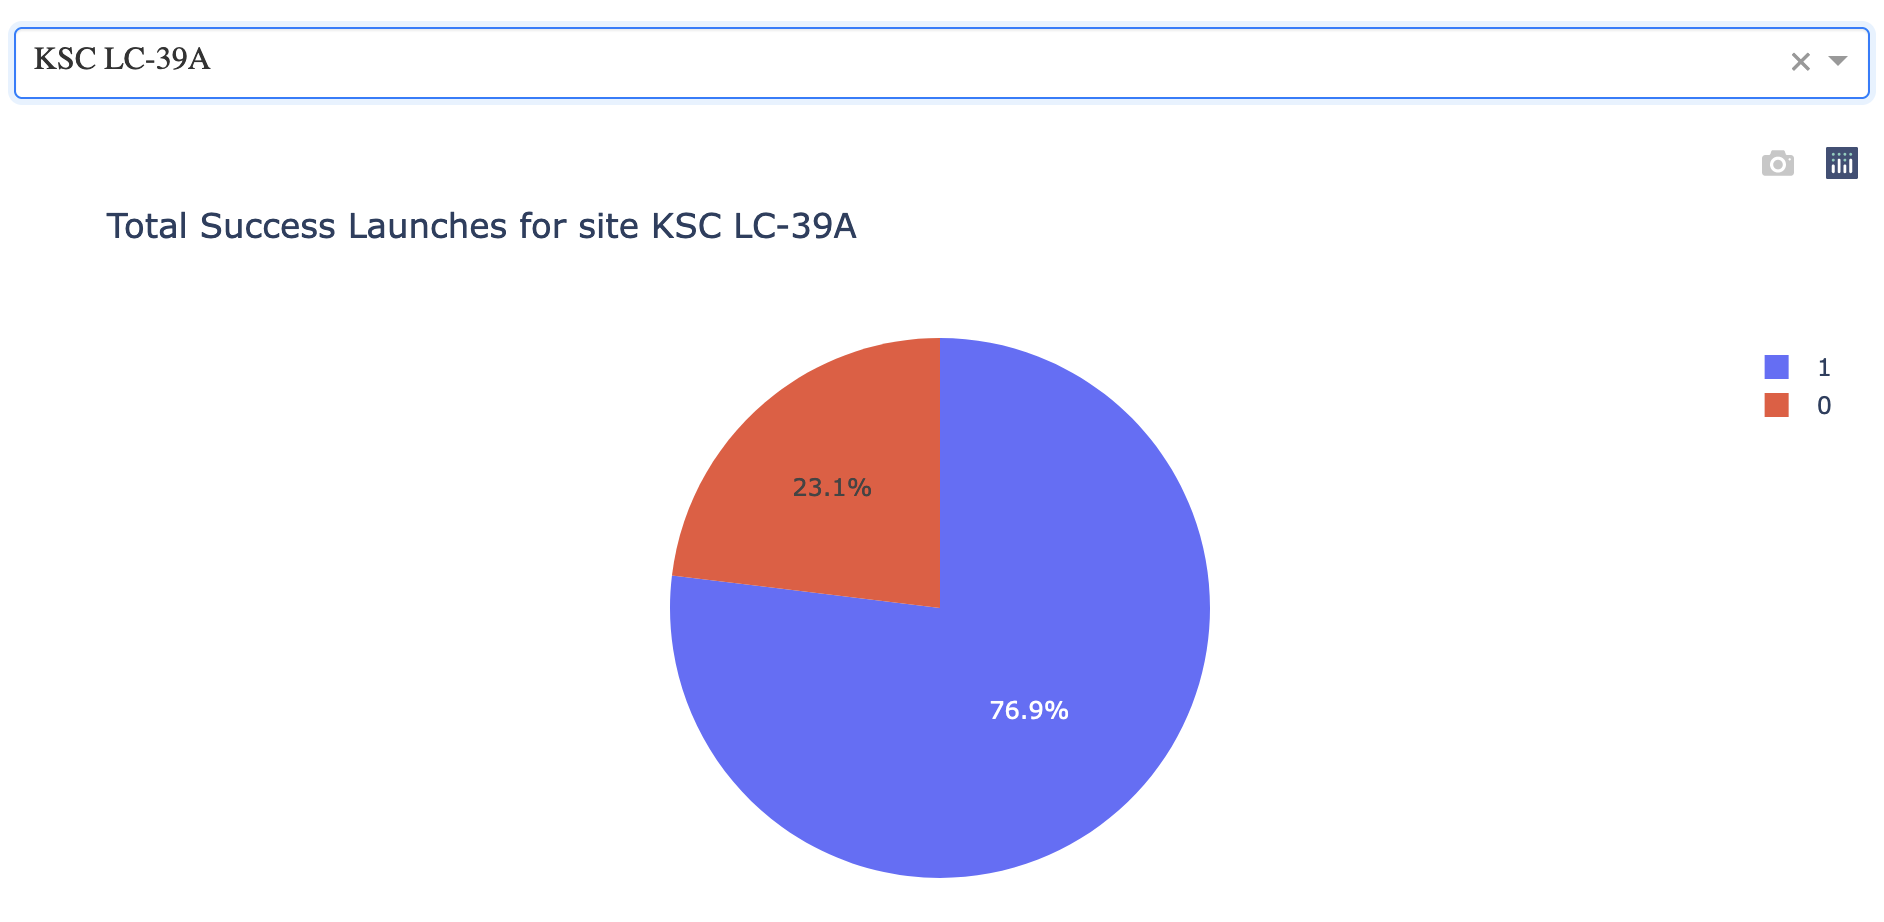 KSC LC-39A
Total Success Launches for site KSC LC-39A
1
0
23.1%
76.9%